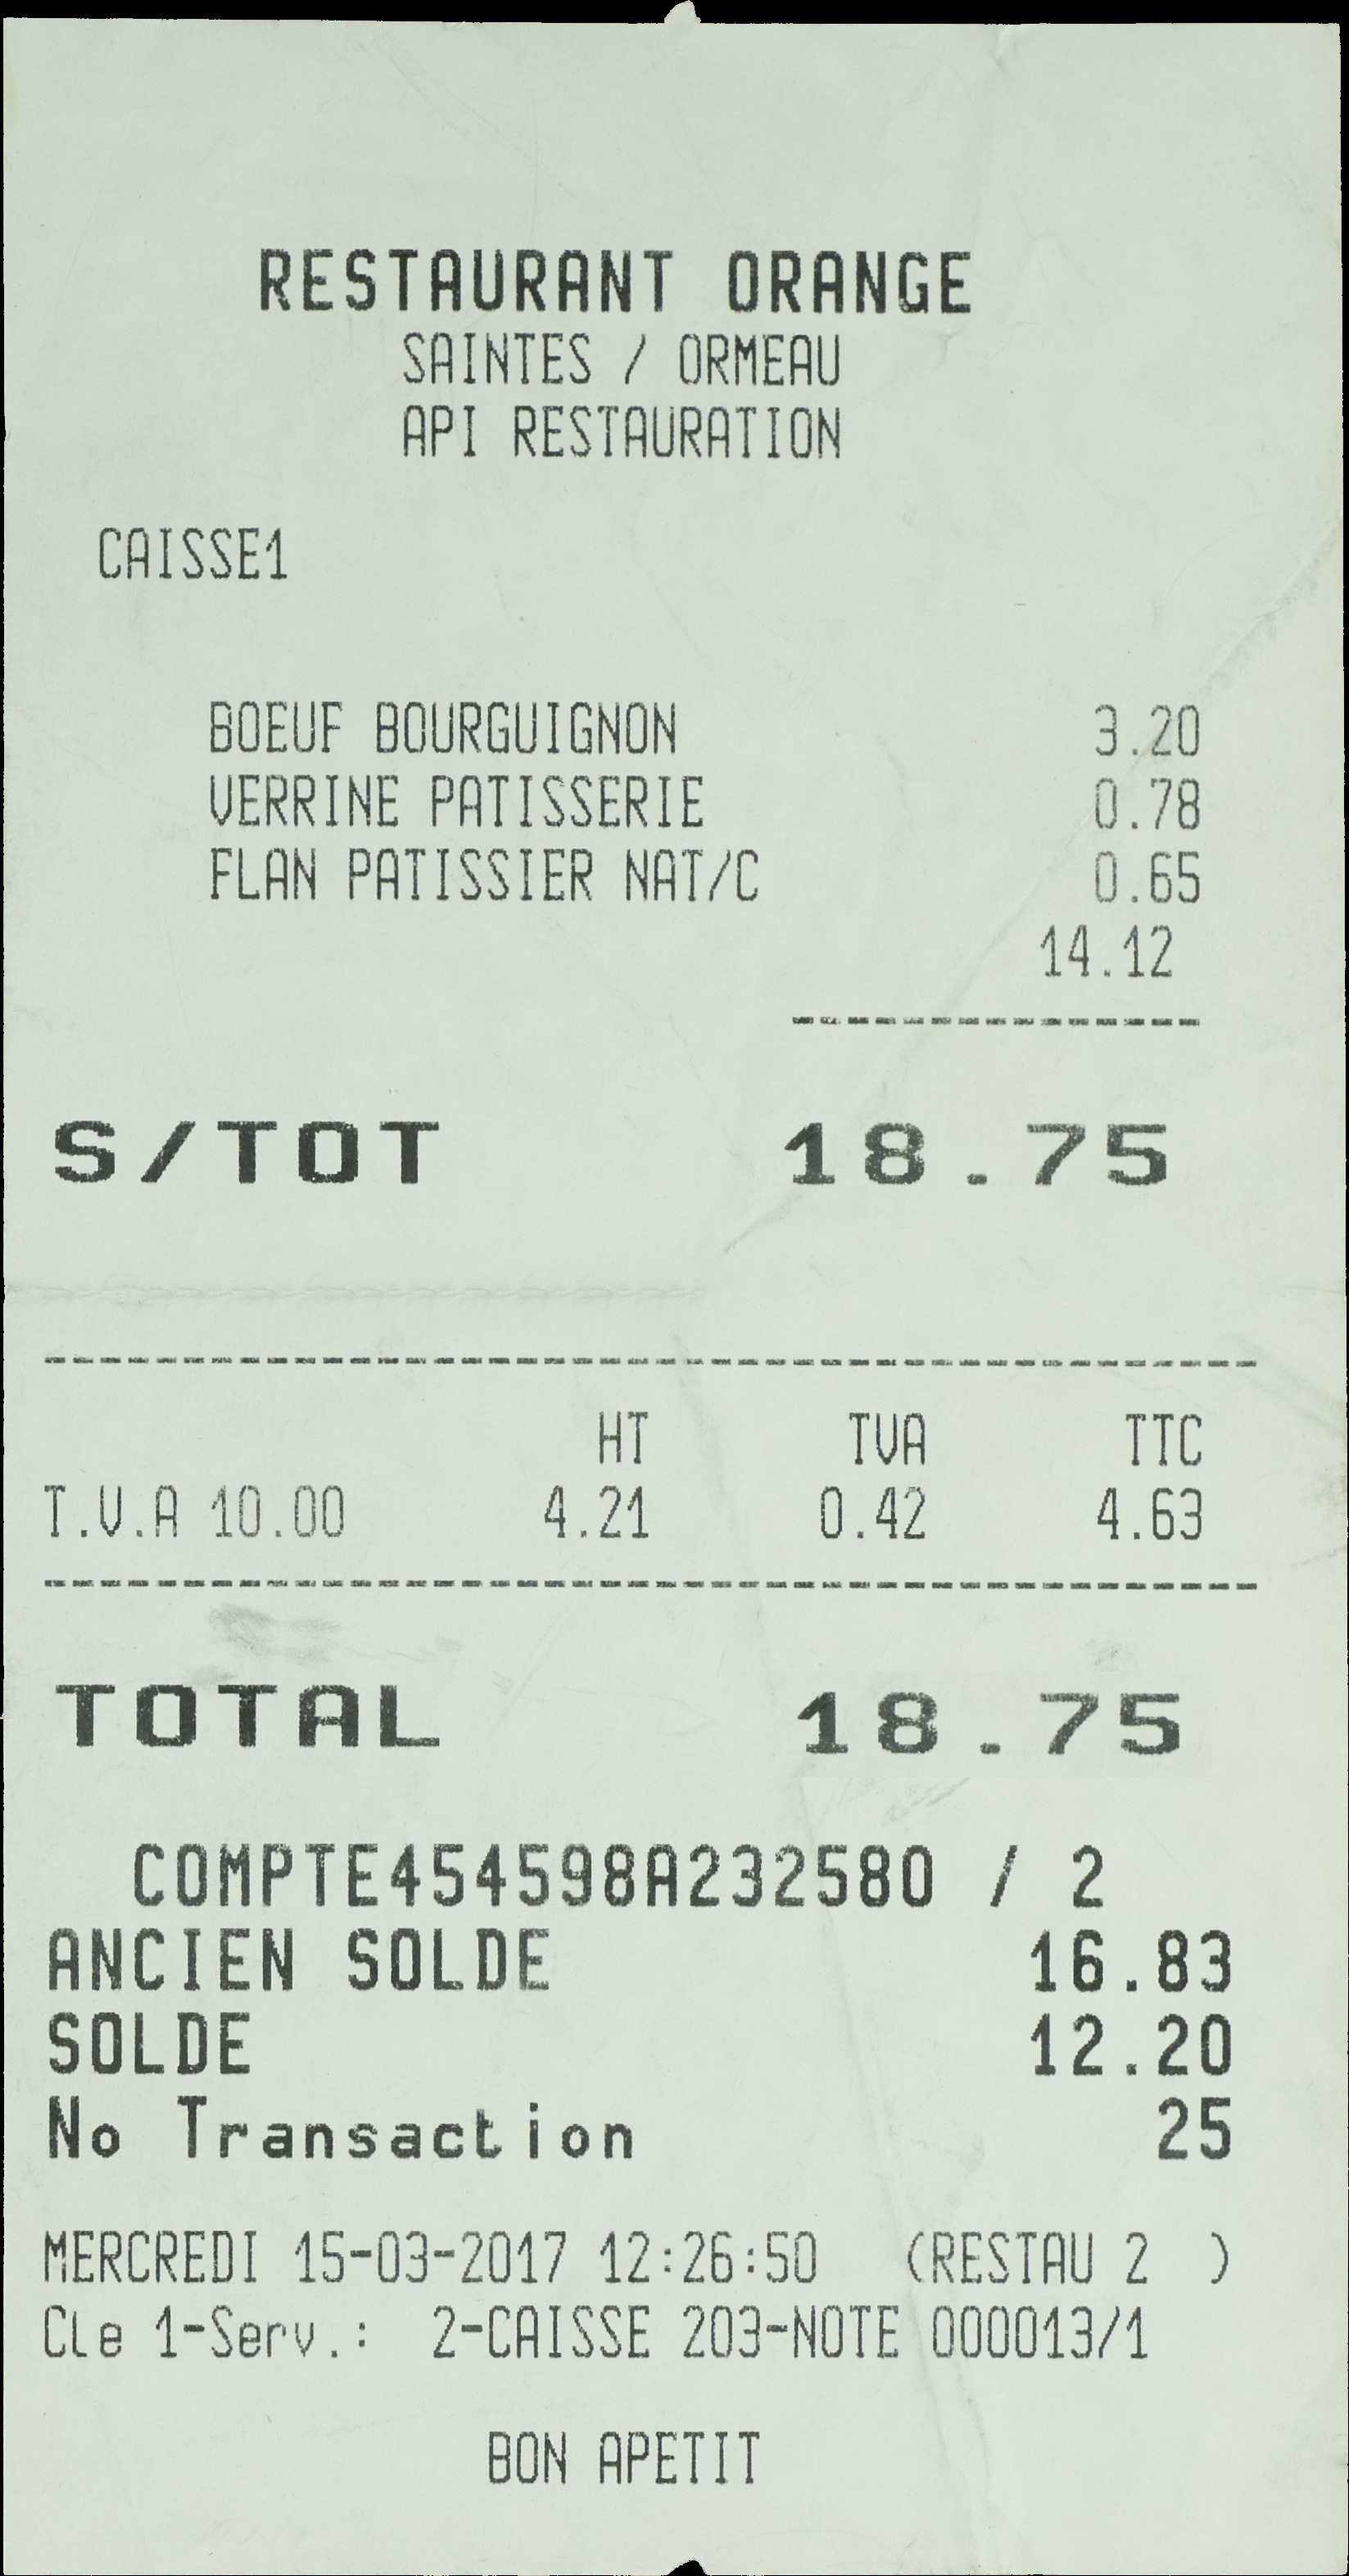 RESTAURANT ORANGE
SAINTES / ORMEAU
API RESTAURATION
CAISSE1
BOEUF BOURGUIGNON 3.20
VERRINE PATISSERIE 0.78
FLAN PATISSIER NAT/C 0.65
14.12
---------------
S/TOT 18.75
--------------------------------------------
HT TVA TTC
T.V.A 10.00 4.21 0.42 4.63
--------------------------------------------
TOTAL 18.75
COMPTE454598A232580 / 2
ANCIEN SOLDE 16.83
SOLDE 12.20
No Transaction 25
MERCREDI 15-03-2017 12:26:50 (RESTAU 2 )
Cle 1-Serv.: 2-CAISSE 203-NOTE 000013/1
BON APETIT